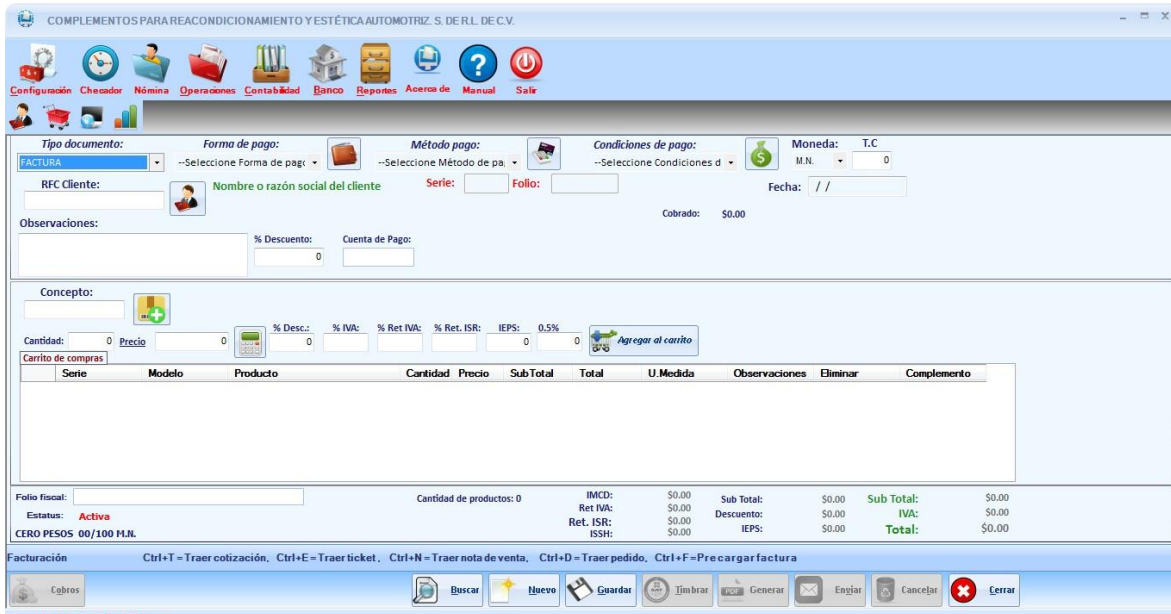 COMPLEMENTOS PARA REACONDICIONAMIENTO Y ESTÉTICA AUTOMOTRIZ. S. DE R.L. DE C.V.
Configuración Checador Nómina Operaciones Contabilidad Banco Reportes Acerca de Manual Salir
Tipo documento: Forma de pago: Método pago: Condiciones de pago: Moneda: T.C
FACTURA --Seleccione Forma de pagc --Seleccione Método de pa --Seleccione Condiciones d $ M.N. 0
RFC Cliente: Nombre o razón social del cliente Serie: Folio: Fecha: / /
Cobrado: $0.00
Observaciones:
% Descuento: Cuenta de Pago:
0
Concepto:
% Desc.: % IVA: % Ret IVA: % Ret. ISR: IEPS: 0.5%
Cantidad: 0 Precio 0 0 0 0 Agregar al carrito
Carrito de compras
Serie Modelo Producto Cantidad Precio SubTotal Total U.Medida Observaciones Eliminar Complemento
Folio fiscal: Cantidad de productos: 0 IMCD: $0.00 Sub Total: $0.00 Sub Total: $0.00
Estatus: Activa Ret IVA: $0.00 Descuento: $0.00 IVA: $0.00
CERO PESOS 00/100 M.N. Ret. ISR: $0.00 IEPS: $0.00 Total: $0.00
ISSH: $0.00
Facturación Ctrl+T = Traer cotización, Ctrl+E = Traer ticket, Ctrl+N = Traer nota de venta, Ctrl+D = Traer pedido, Ctrl+F=Precargar factura
Cobros Buscar Nuevo Guardar Timbrar PDF Generar Enviar Cancelar Cerrar